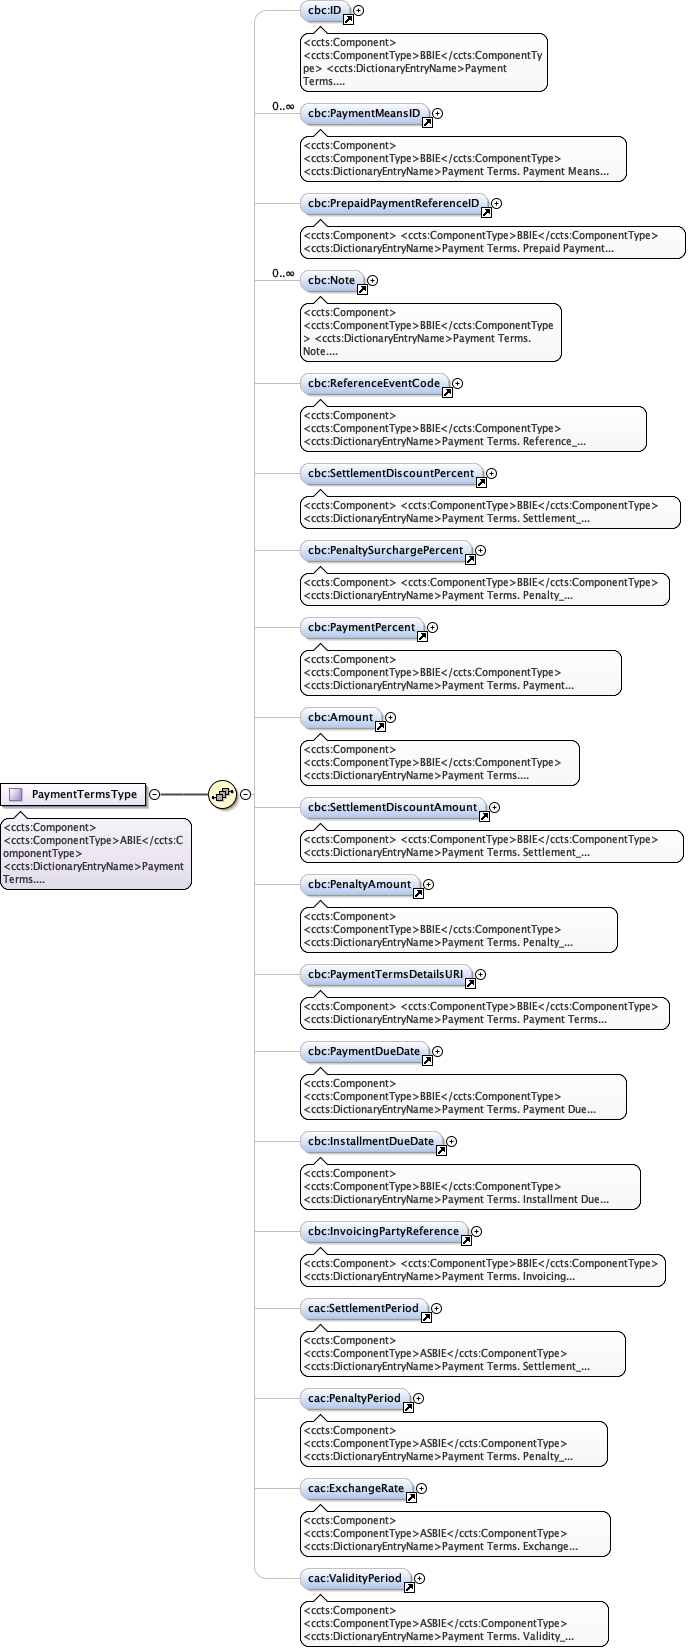 cbc:ID
<ccts:Component>
<ccts:ComponentType>BBIE</ccts:ComponentTy
pe> <ccts:DictionaryEntryName>Payment
Terms....
0..∞
cbc:PaymentMeansID
<ccts:Component>
<ccts:ComponentType>BBIE</ccts:ComponentType>
<ccts:DictionaryEntryName>Payment Terms. Payment Means...
cbc:PrepaidPaymentReferenceID
<ccts:Component> <ccts:ComponentType>BBIE</ccts:ComponentType>
<ccts:DictionaryEntryName>Payment Terms. Prepaid Payment...
0..∞
cbc:Note
<ccts:Component>
<ccts:ComponentType>BBIE</ccts:ComponentType
> <ccts:DictionaryEntryName>Payment Terms.
Note....
cbc:ReferenceEventCode
<ccts:Component>
<ccts:ComponentType>BBIE</ccts:ComponentType>
<ccts:DictionaryEntryName>Payment Terms. Reference_...
cbc:SettlementDiscountPercent
<ccts:Component> <ccts:ComponentType>BBIE</ccts:ComponentType>
<ccts:DictionaryEntryName>Payment Terms. Settlement_...
cbc:PenaltySurchargePercent
<ccts:Component> <ccts:ComponentType>BBIE</ccts:ComponentType>
<ccts:DictionaryEntryName>Payment Terms. Penalty_...
cbc:PaymentPercent
<ccts:Component>
<ccts:ComponentType>BBIE</ccts:ComponentType>
<ccts:DictionaryEntryName>Payment Terms. Payment...
cbc:Amount
<ccts:Component>
<ccts:ComponentType>BBIE</ccts:ComponentType>
<ccts:DictionaryEntryName>Payment Terms....
PaymentTermsType
<ccts:Component>
<ccts:ComponentType>ABIE</ccts:C
omponentType>
<ccts:DictionaryEntryName>Payment
Terms....
cbc:SettlementDiscountAmount
<ccts:Component> <ccts:ComponentType>BBIE</ccts:ComponentType>
<ccts:DictionaryEntryName>Payment Terms. Settlement_...
cbc:PenaltyAmount
<ccts:Component>
<ccts:ComponentType>BBIE</ccts:ComponentType>
<ccts:DictionaryEntryName>Payment Terms. Penalty_...
cbc:PaymentTermsDetailsURI
<ccts:Component> <ccts:ComponentType>BBIE</ccts:ComponentType>
<ccts:DictionaryEntryName>Payment Terms. Payment Terms...
cbc:PaymentDueDate
<ccts:Component>
<ccts:ComponentType>BBIE</ccts:ComponentType>
<ccts:DictionaryEntryName>Payment Terms. Payment Due...
cbc:InstallmentDueDate
<ccts:Component>
<ccts:ComponentType>BBIE</ccts:ComponentType>
<ccts:DictionaryEntryName>Payment Terms. Installment Due...
cbc:InvoicingPartyReference
<ccts:Component> <ccts:ComponentType>BBIE</ccts:ComponentType>
<ccts:DictionaryEntryName>Payment Terms. Invoicing...
cac:SettlementPeriod
<ccts:Component>
<ccts:ComponentType>ASBIE</ccts:ComponentType>
<ccts:DictionaryEntryName>Payment Terms. Settlement_...
cac:PenaltyPeriod
<ccts:Component>
<ccts:ComponentType>ASBIE</ccts:ComponentType>
<ccts:DictionaryEntryName>Payment Terms. Penalty_...
cac:ExchangeRate
<ccts:Component>
<ccts:ComponentType>ASBIE</ccts:ComponentType>
<ccts:DictionaryEntryName>Payment Terms. Exchange...
cac:ValidityPeriod
<ccts:Component>
<ccts:ComponentType>ASBIE</ccts:ComponentType>
<ccts:DictionaryEntryName>Payment Terms. Validity_...